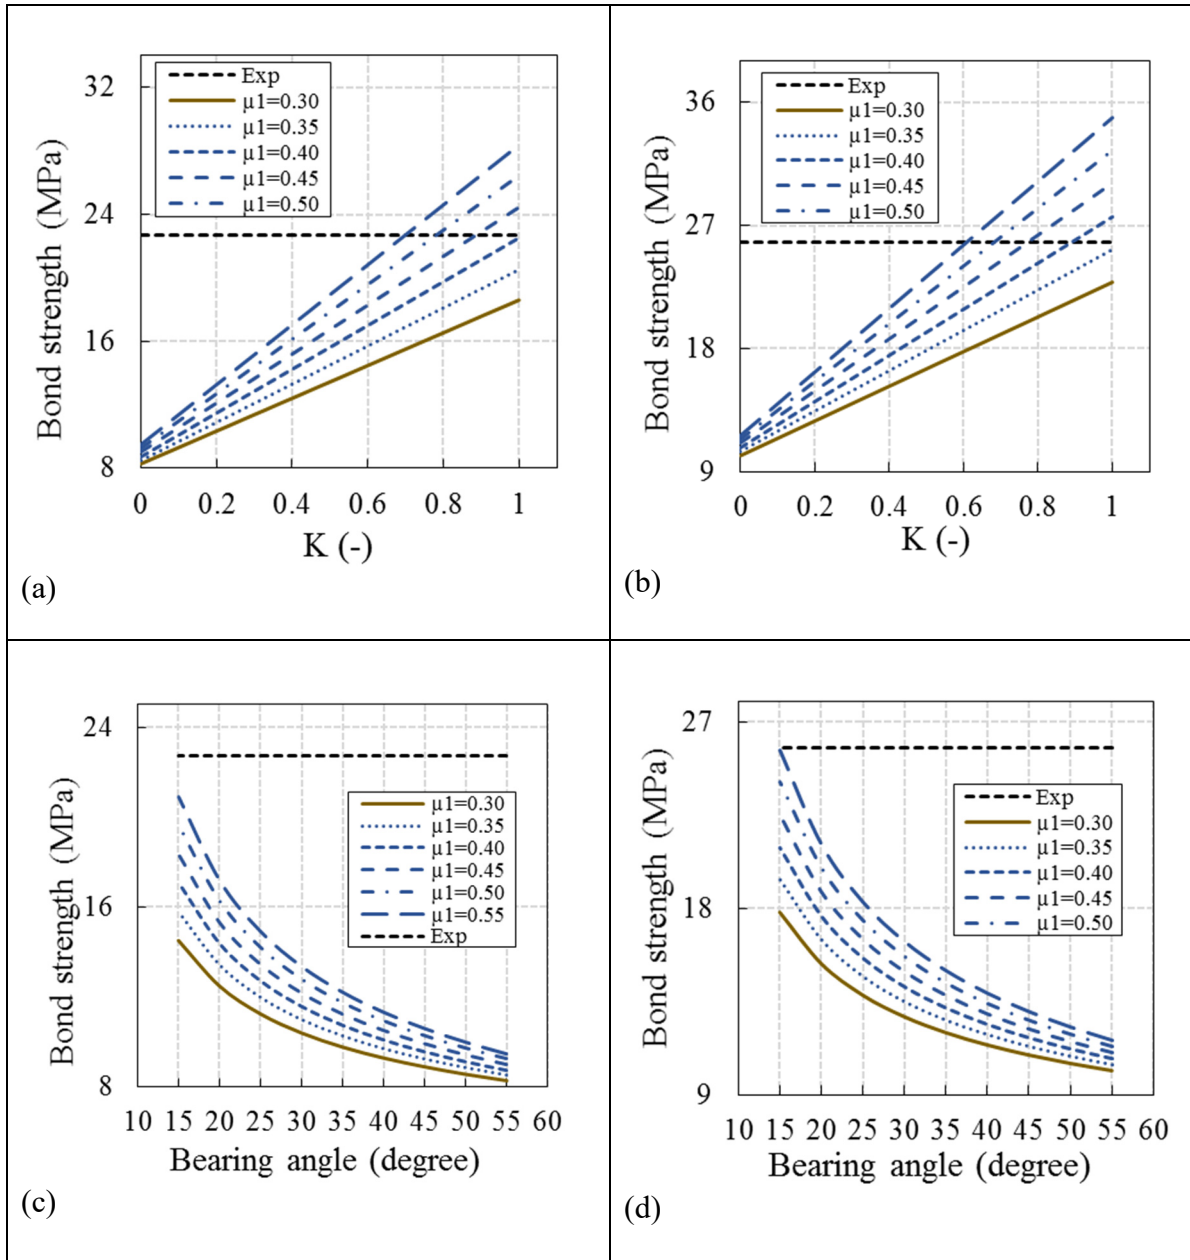 Exp
µ1=0.30
µ1=0.35
µ1=0.40
µ1=0.45
µ1=0.50
32
24
16
8
Bond strength (MPa)
0 0.2 0.4 0.6 0.8 1
K (-)
(a)
Exp
µ1=0.30
µ1=0.35
µ1=0.40
µ1=0.45
µ1=0.50
36
27
18
9
Bond strength (MPa)
0 0.2 0.4 0.6 0.8 1
K (-)
(b)
24
16
8
Bond strength (MPa)
µ1=0.30
µ1=0.35
µ1=0.40
µ1=0.45
µ1=0.50
µ1=0.55
Exp
10 15 20 25 30 35 40 45 50 55 60
Bearing angle (degree)
(c)
27
18
9
Bond strength (MPa)
Exp
µ1=0.30
µ1=0.35
µ1=0.40
µ1=0.45
µ1=0.50
10 15 20 25 30 35 40 45 50 55 60
Bearing angle (degree)
(d)